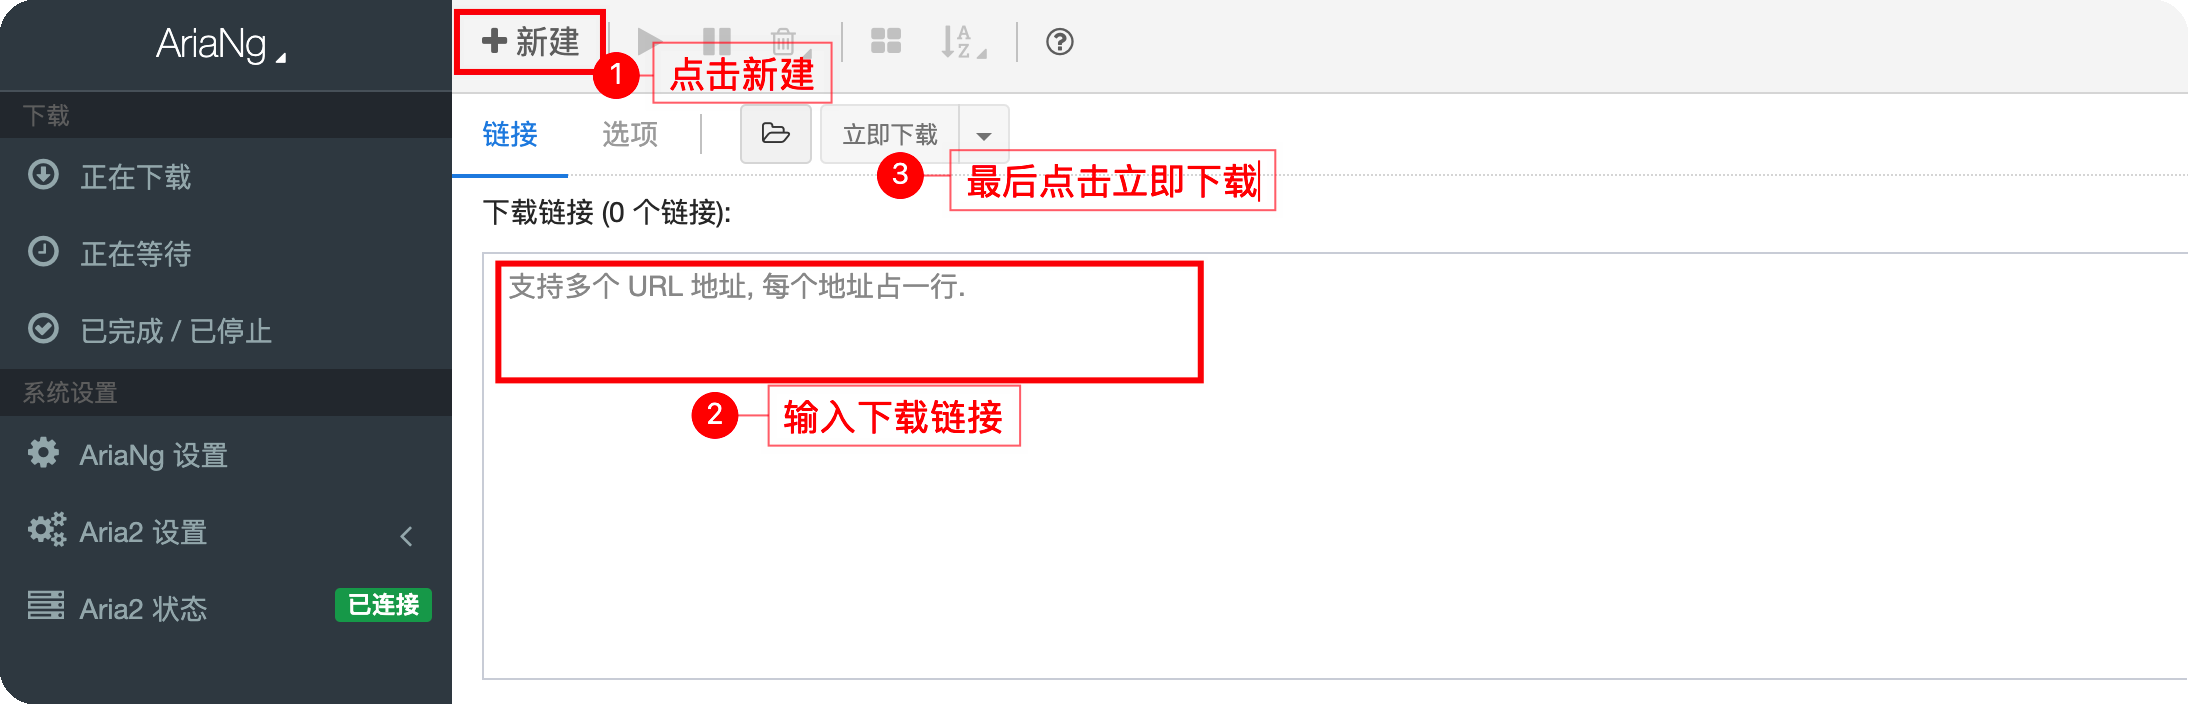 AriaNg
下载
正在下载
正在等待
已完成 / 已停止
系统设置
AriaNg 设置
Aria2 设置
Aria2 状态
已连接
新建
1
点击新建
链接
选项
立即下载
3
最后点击立即下载
下载链接 (0 个链接):
支持多个 URL 地址, 每个地址占一行.
2
输入下载链接